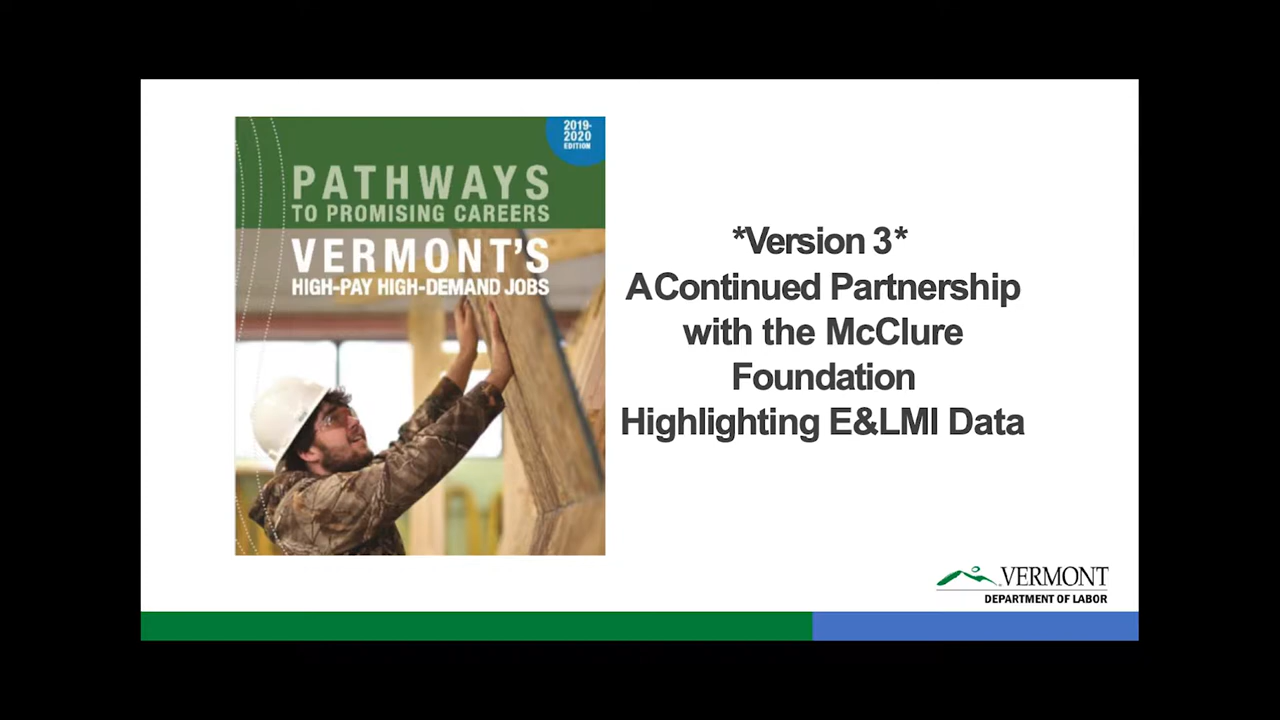 2019-
2020
EDITION
PATHWAYS
TO PROMISING CAREERS
VERMONT'S
HIGH-PAY HIGH-DEMAND JOBS
*Version 3*
A Continued Partnership
with the McClure
Foundation
Highlighting E&LMI Data
VERMONT
DEPARTMENT OF LABOR